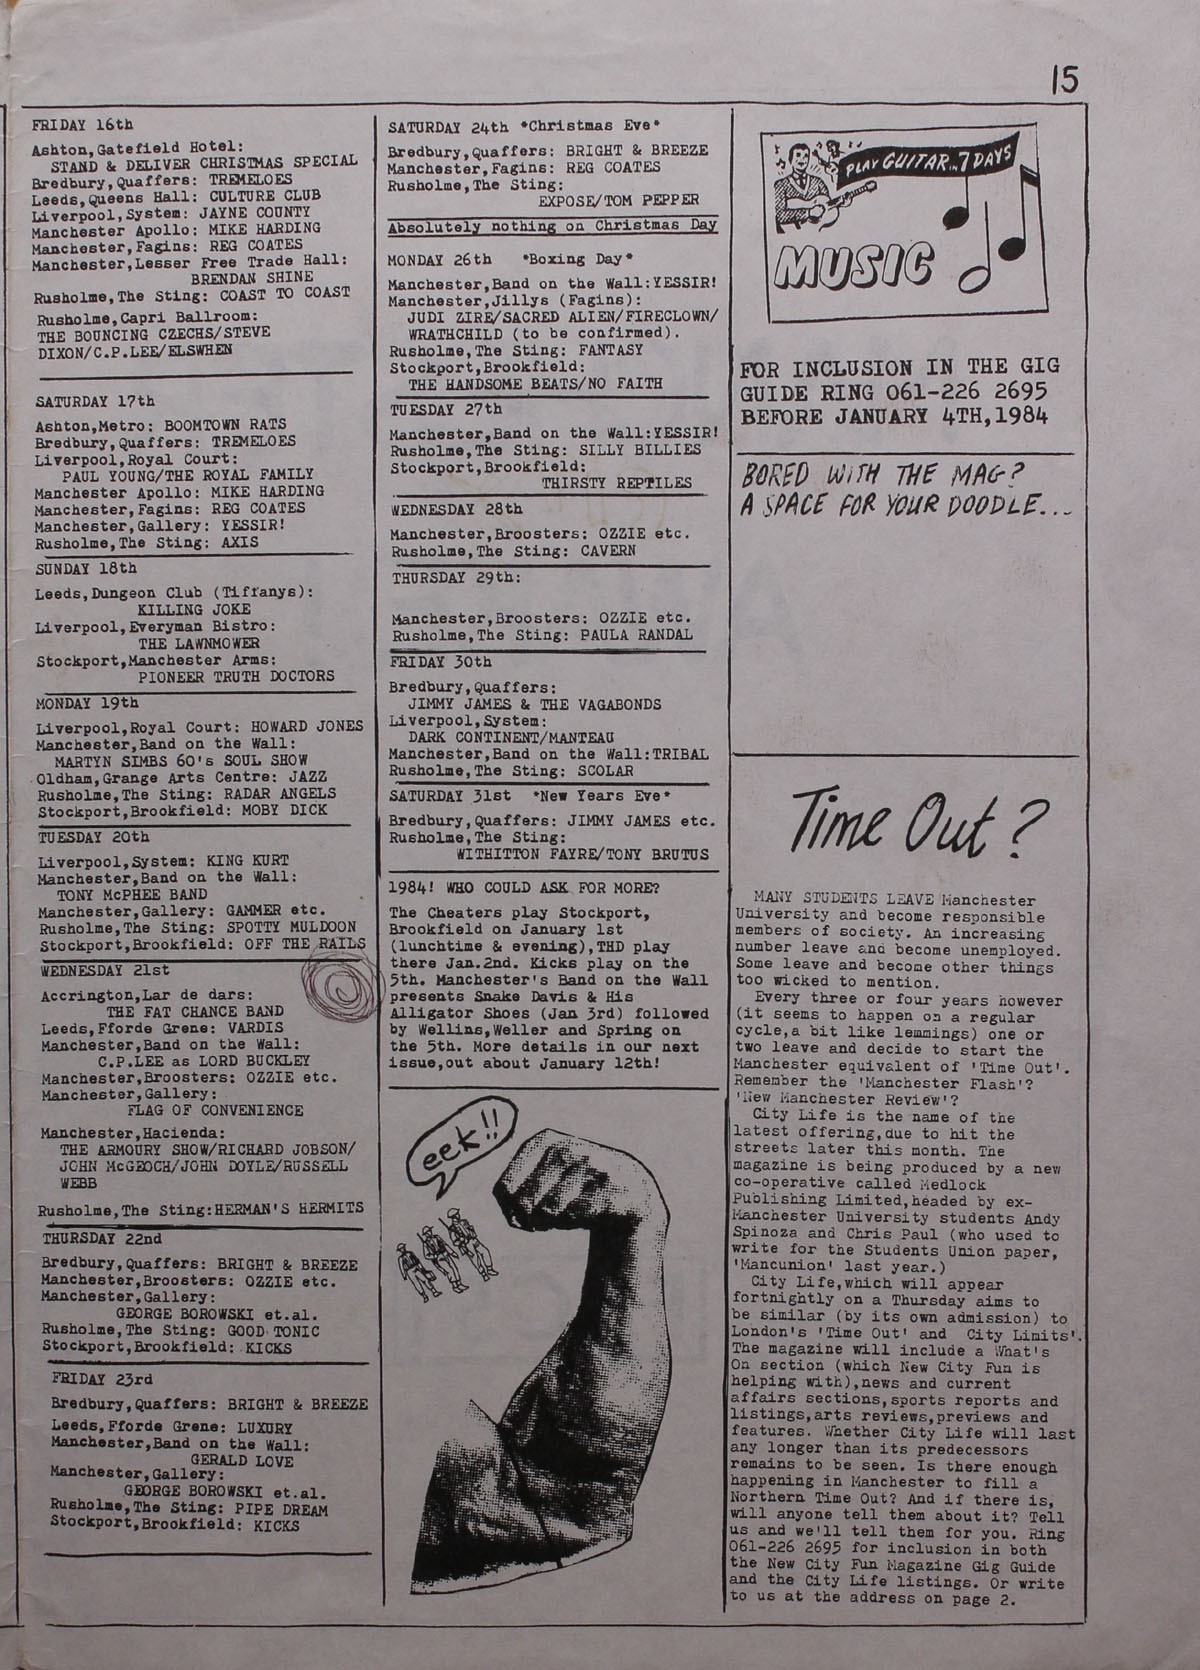 15
FRIDAY 16th
Ashton,Gatefield Hotel:
STAND & DELIVER CHRISTMAS SPECIAL
Bredbury,Quaffers: TREMELOES
Leeds,Queens Hall: CULTURE CLUB
Liverpool,System: JAYNE COUNTY
Manchester Apollo: MIKE HARDING
Manchester,Fagins: REG COATES
Manchester,Lesser Free Trade Hall:
BRENDAN SHINE
Rusholme,The Sting: COAST TO COAST
Rusholme,Capri Ballroom:
THE BOUNCING CZECHS/STEVE
DIXON/C.P.LEE/ELSWHEN
SATURDAY 17th
Ashton,Metro: BOOMTOWN RATS
Bredbury,Quaffers: TREMELOES
Liverpool,Royal Court:
PAUL YOUNG/THE ROYAL FAMILY
Manchester Apollo: MIKE HARDING
Manchester,Fagins: REG COATES
Manchester,Gallery: YESSIR!
Rusholme,The Sting: AXIS
SUNDAY 18th
Leeds,Dungeon Club (Tiffanys):
KILLING JOKE
Liverpool,Everyman Bistro:
THE LAWNMOWER
Stockport,Manchester Arms:
PIONEER TRUTH DOCTORS
MONDAY 19th
Liverpool,Royal Court: HOWARD JONES
Manchester,Band on the Wall:
MARTYN SIMBS 60's SOUL SHOW
Oldham,Grange Arts Centre: JAZZ
Rusholme,The Sting: RADAR ANGELS
Stockport,Brookfield: MOBY DICK
TUESDAY 20th
Liverpool,System: KING KURT
Manchester,Band on the Wall:
TONY McPHEE BAND
Manchester,Gallery: GAMMER etc.
Rusholme,The Sting: SPOTTY MULDOON
Stockport,Brookfield: OFF THE RAILS
WEDNESDAY 21st
Accrington,Lar de dars:
THE FAT CHANCE BAND
Leeds,Fforde Grene: VARDIS
Manchester,Band on the Wall:
C.P.LEE as LORD BUCKLEY
Manchester,Broosters: OZZIE etc.
Manchester,Gallery:
FLAG OF CONVENIENCE
Manchester,Hacienda:
THE ARMOURY SHOW/RICHARD JOBSON/
JOHN McGEOCH/JOHN DOYLE/RUSSELL
WEBB
Rusholme,The Sting:HERMAN'S HERMITS
THURSDAY 22nd
Bredbury,Quaffers: BRIGHT & BREEZE
Manchester,Broosters: OZZIE etc.
Manchester,Gallery:
GEORGE BOROWSKI et.al.
Rusholme,The Sting: GOOD TONIC
Stockport,Brookfield: KICKS
FRIDAY 23rd
Bredbury,Quaffers: BRIGHT & BREEZE
Leeds,Fforde Grene: LUXURY
Manchester,Band on the Wall:
GERALD LOVE
Manchester,Gallery:
GEORGE BOROWSKI et.al.
Rusholme,The Sting: PIPE DREAM
Stockport,Brookfield: KICKS
SATURDAY 24th *Christmas Eve*
Bredbury,Quaffers: BRIGHT & BREEZE
Manchester,Fagins: REG COATES
Rusholme,The Sting:
EXPOSE/TOM PEPPER
Absolutely nothing on Christmas Day
MONDAY 26th *Boxing Day*
Manchester,Band on the Wall:YESSIR!
Manchester,Jillys (Fagins):
JUDI ZIRE/SACRED ALIEN/FIRECLOWN/
WRATHCHILD (to be confirmed).
Rusholme,The Sting: FANTASY
Stockport,Brookfield:
THE HANDSOME BEATS/NO FAITH
TUESDAY 27th
Manchester,Band on the Wall:YESSIR!
Rusholme,The Sting: SILLY BILLIES
Stockport,Brookfield:
THIRSTY REPTILES
WEDNESDAY 28th
Manchester,Broosters: OZZIE etc.
Rusholme,The Sting: CAVERN
THURSDAY 29th:
Manchester,Broosters: OZZIE etc.
Rusholme,The Sting: PAULA RANDAL
FRIDAY 30th
Bredbury,Quaffers:
JIMMY JAMES & THE VAGABONDS
Liverpool,System:
DARK CONTINENT/MANTEAU
Manchester,Band on the Wall:TRIBAL
Rusholme,The Sting: SCOLAR
SATURDAY 31st *New Years Eve*
Bredbury,Quaffers: JIMMY JAMES etc.
Rusholme,The Sting:
WITHITTON FAYRE/TONY BRUTUS
1984! WHO COULD ASK FOR MORE?
The Cheaters play Stockport,
Brookfield on January 1st
(lunchtime & evening),THD play
there Jan.2nd. Kicks play on the
5th. Manchester's Band on the Wall
presents Snake Davis & His
Alligator Shoes (Jan 3rd) followed
by Wellins,Weller and Spring on
the 5th. More details in our next
issue,out about January 12th!
eek!!
PLAY GUITAR IN 7 DAYS
MUSIC
FOR INCLUSION IN THE GIG
GUIDE RING 061-226 2695
BEFORE JANUARY 4TH,1984
BORED WITH THE MAG?
A SPACE FOR YOUR DOODLE...
Time Out?
MANY STUDENTS LEAVE Manchester
University and become responsible
members of society. An increasing
number leave and become unemployed.
Some leave and become other things
too wicked to mention.
Every three or four years however
(it seems to happen on a regular
cycle,a bit like lemmings) one or
two leave and decide to start the
Manchester equivalent of 'Time Out'.
Remember the 'Manchester Flash'?
'New Manchester Review'?
City Life is the name of the
latest offering,due to hit the
streets later this month. The
magazine is being produced by a new
co-operative called Medlock
Publishing Limited,headed by ex-
Manchester University students Andy
Spinoza and Chris Paul (who used to
write for the Students Union paper,
'Mancunion' last year.)
City Life,which will appear
fortnightly on a Thursday aims to
be similar (by its own admission) to
London's 'Time Out' and City Limits'.
The magazine will include a What's
On section (which New City Fun is
helping with),news and current
affairs sections,sports reports and
listings,arts reviews,previews and
features. Whether City Life will last
any longer than its predecessors
remains to be seen. Is there enough
happening in Manchester to fill a
Northern Time Out? And if there is,
will anyone tell them about it? Tell
us and we'll tell them for you. Ring
061-226 2695 for inclusion in both
the New City Fun Magazine Gig Guide
and the City Life listings. Or write
to us at the address on page 2.